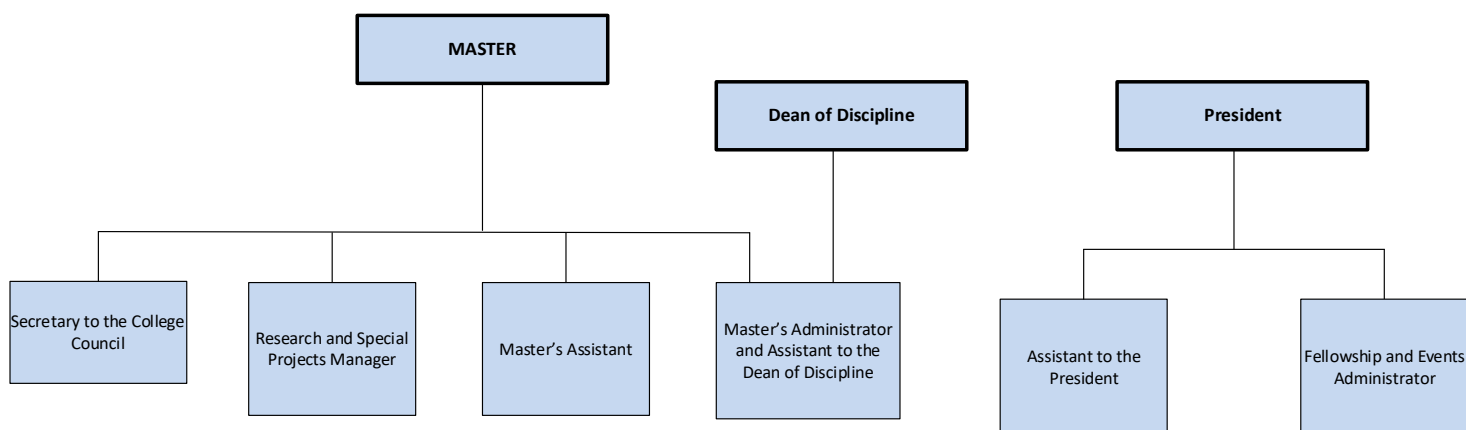 MASTER
Dean of Discipline
President
Secretary to the College
Council
Research and Special
Projects Manager
Master’s Assistant
Master’s Administrator
and Assistant to the
Dean of Discipline
Assistant to the
President
Fellowship and Events
Administrator